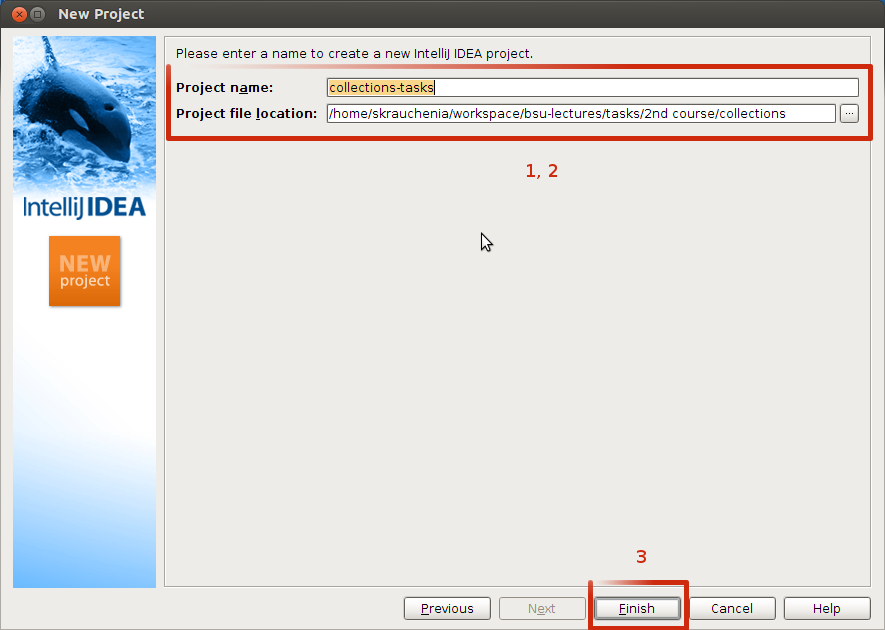 New Project
Please enter a name to create a new IntelliJ IDEA project.
Project name: collections-tasks
Project file location: /home/skrauchenia/workspace/bsu-lectures/tasks/2nd course/collections ...
1, 2
IntelliJ IDEA
NEW
project
3
Previous Next Finish Cancel Help